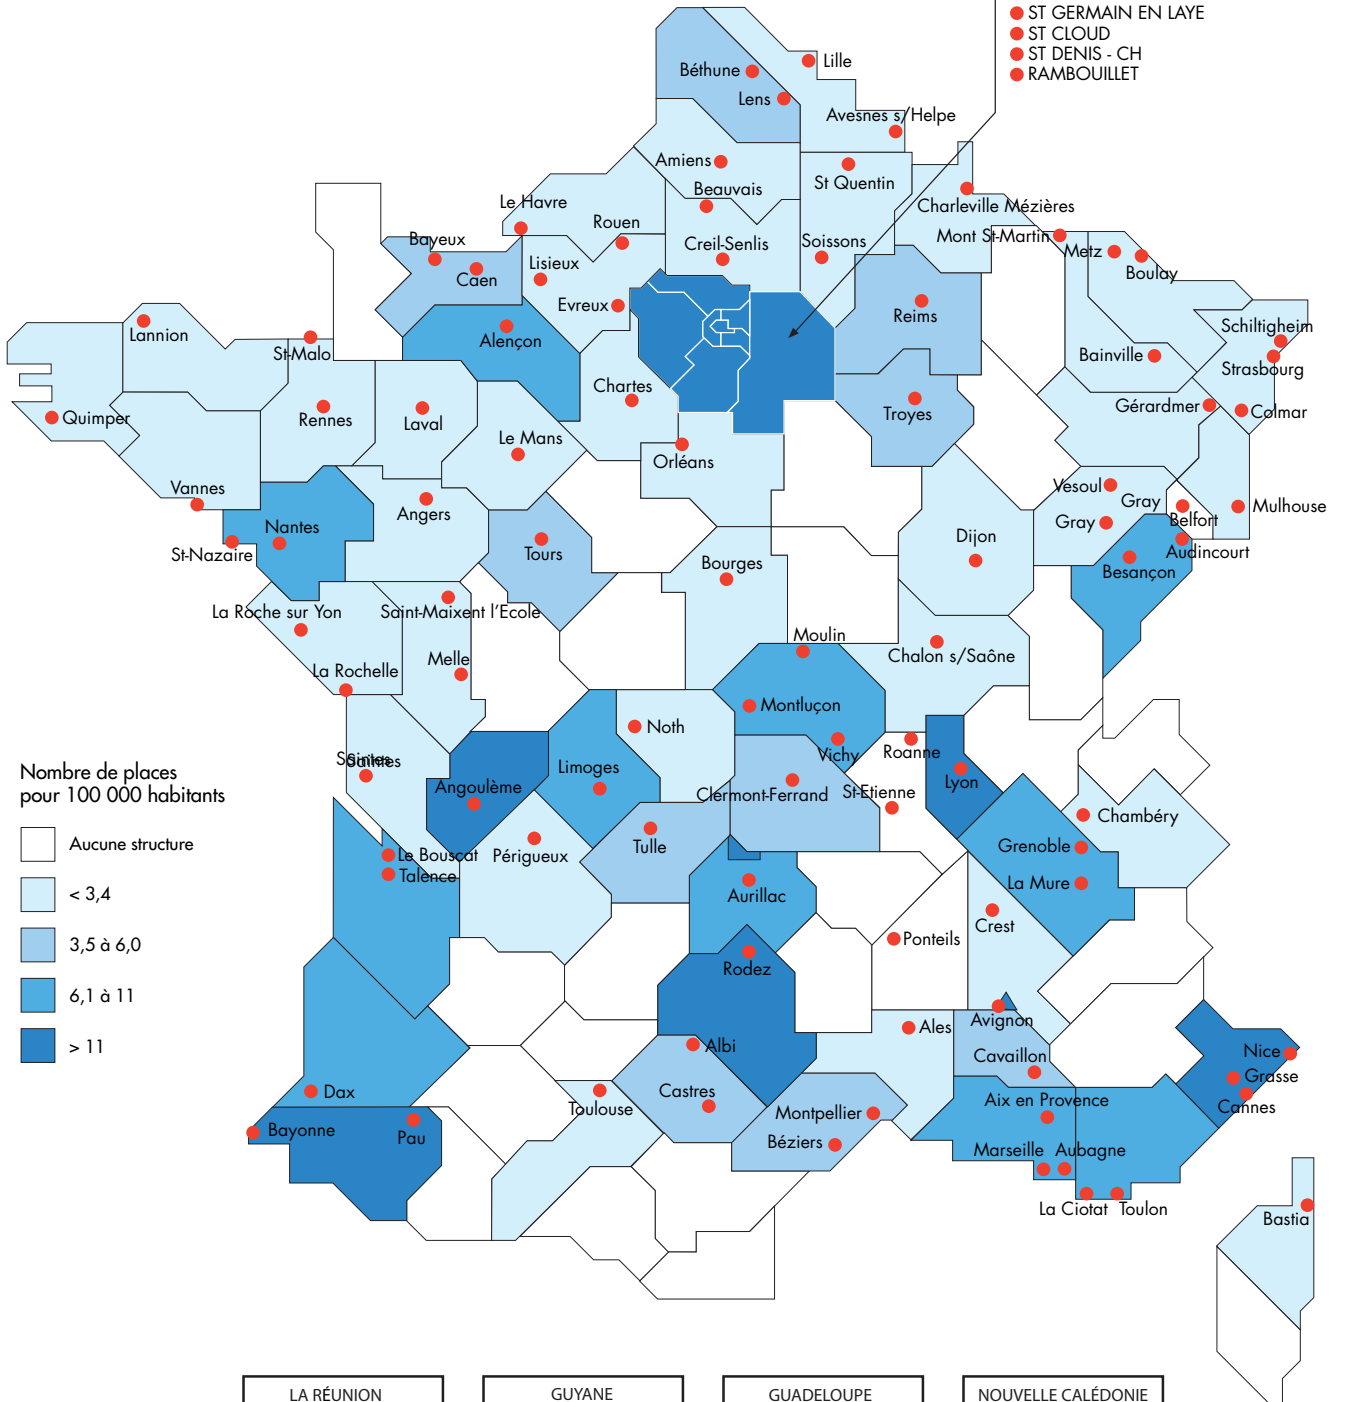 ST GERMAIN EN LAYE
ST CLOUD
ST DENIS - CH
RAMBOUILLET
Lille
Béthune
Lens
Avesnes s/Helpe
Amiens
St Quentin
Beauvais
Charleville Mézières
Le Havre
Rouen
Mont St-Martin
Bayeux
Creil-Senlis
Soissons
Metz
Boulay
Lisieux
Caen
Evreux
Reims
Lannion
Alençon
Schiltigheim
St-Malo
Bainville
Strasbourg
Chartes
Quimper
Rennes
Laval
Troyes
Gérardmer
Colmar
Le Mans
Orléans
Vannes
Vesoul
Gray
Angers
Mulhouse
Nantes
Gray
Belfort
St-Nazaire
Tours
Dijon
Audincourt
Bourges
Besançon
La Roche sur Yon
Saint-Maixent l'Ecole
Moulin
Chalon s/Saône
La Rochelle
Melle
Montluçon
Noth
Vichy
Roanne
Saintes
Saintes
Limoges
Nombre de places
pour 100 000 habitants
Angoulême
Clermont-Ferrand
St-Etienne
Lyon
Chambéry
Aucune structure
Tulle
Grenoble
Le Bouscat
Périgueux
Talence
La Mure
< 3,4
Aurillac
Crest
3,5 à 6,0
Ponteils
Rodez
6,1 à 11
Avignon
Ales
> 11
Albi
Cavaillon
Nice
Grasse
Dax
Castres
Toulouse
Aix en Provence
Cannes
Montpellier
Bayonne
Pau
Béziers
Marseille
Aubagne
La Ciotat
Toulon
Bastia
LA RÉUNION
GUYANE
GUADELOUPE
NOUVELLE CALÉDONIE